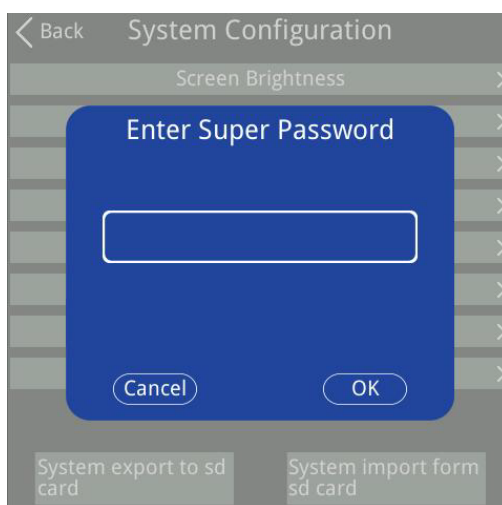 Back System Configuration
Screen Brightness
Enter Super Password
Cancel OK
System export to sd
card
System import form
sd card